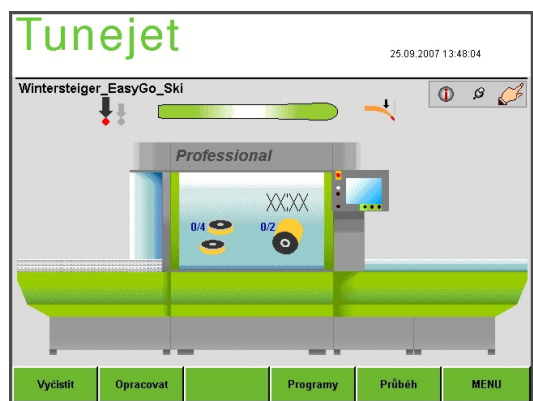 Tunejet
25.09.2007 13:48:04
Wintersteiger_EasyGo_Ski
Professional
XX'XX
0/4
0/2
Vyčistit
Opracovat
Programy
Průběh
MENU